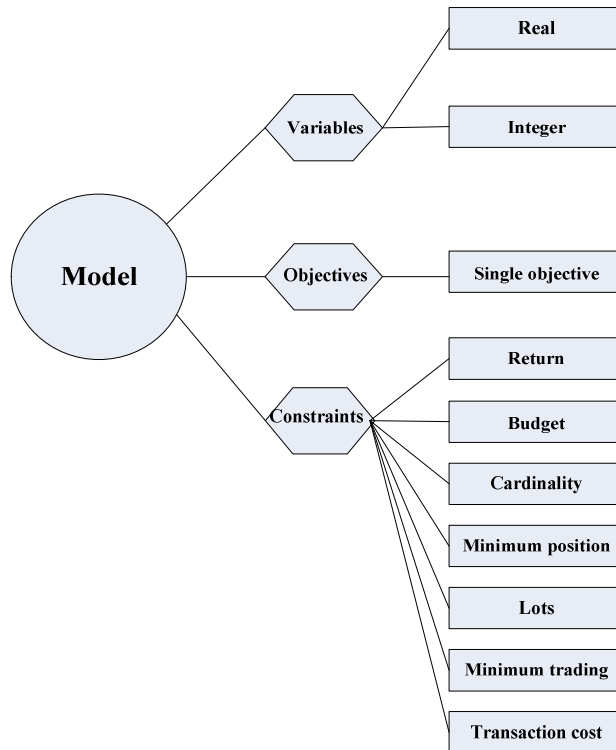 Model
Variables
Real
Integer
Objectives
Single objective
Constraints
Return
Budget
Cardinality
Minimum position
Lots
Minimum trading
Transaction cost